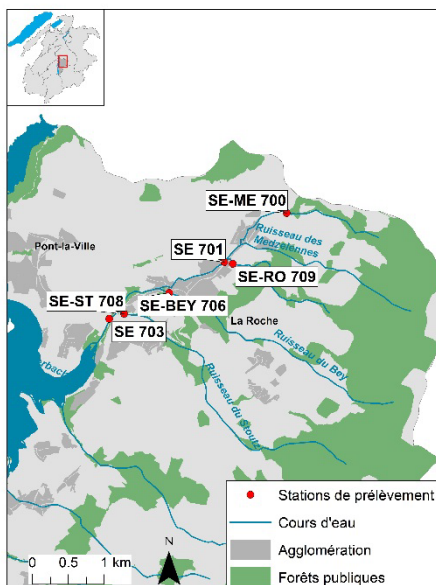 SE-ME 700
Ruisseau des
Medzelennes
Pont-la-Ville
SE 701
SE-RO 709
SE-ST 708
SE-BEY 706
La Roche
SE 703
Ruisseau du
Bey
Ruisseau du Stoutz
Stations de prélèvement
Cours d'eau
Agglomération
Forêts publiques
N
0 0.5 1 km